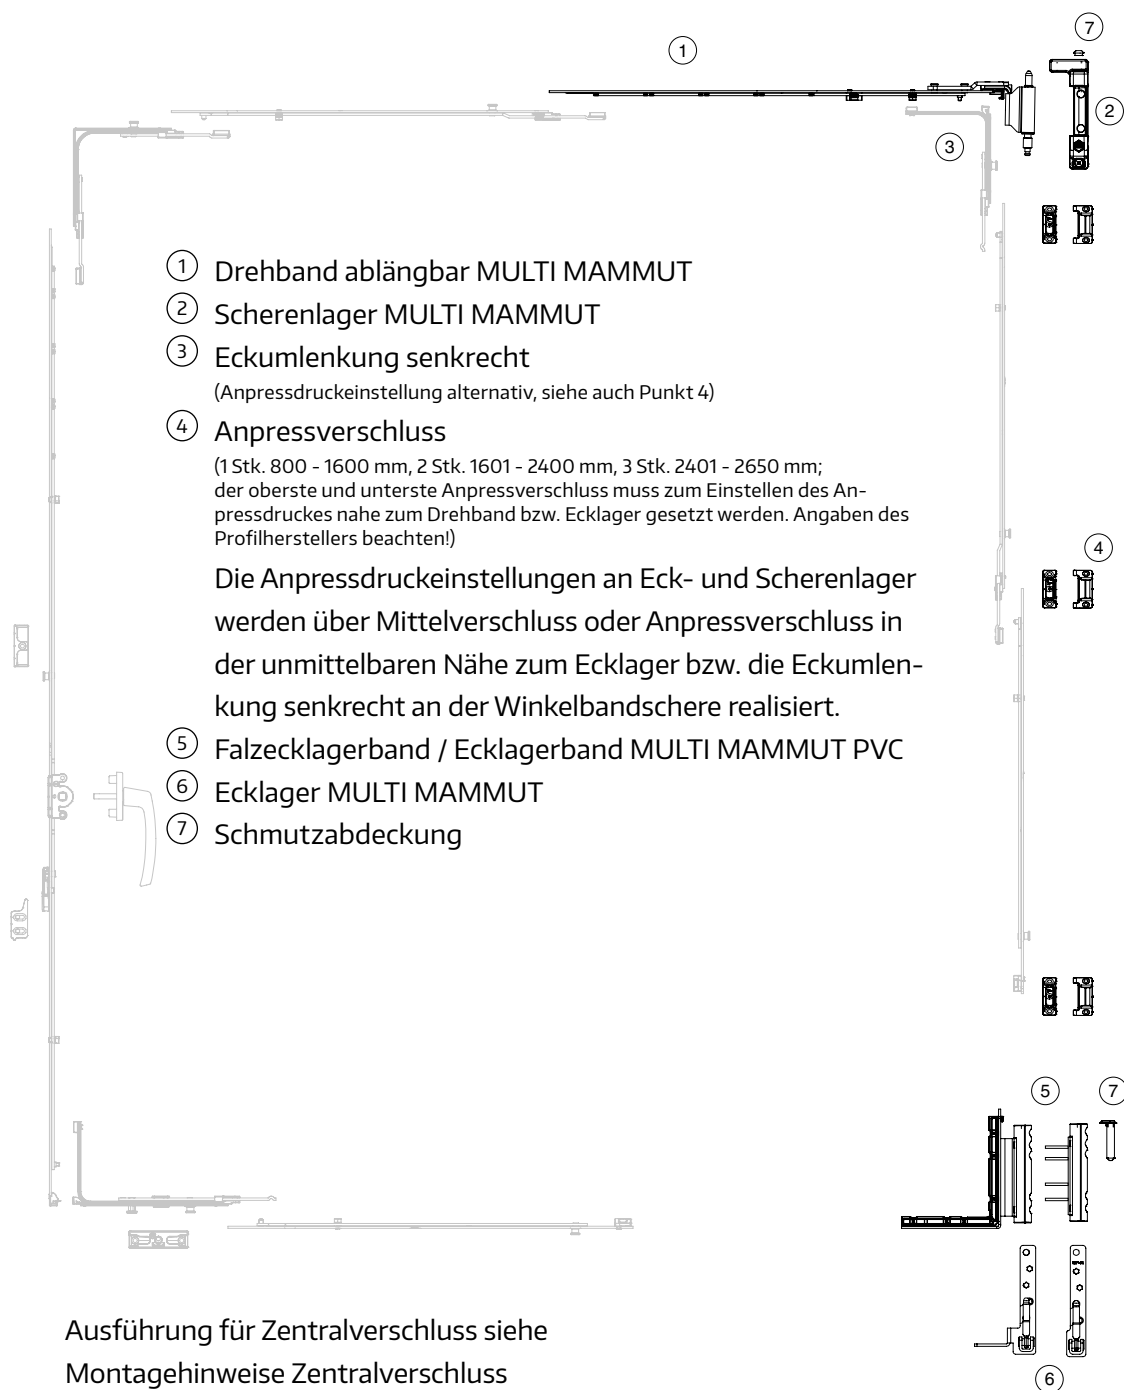 7
1
2
3
① Drehband ablängbar MULTI MAMMUT
② Scherenlager MULTI MAMMUT
③ Eckumlenkung senkrecht
(Anpressdruckeinstellung alternativ, siehe auch Punkt 4)
④ Anpressverschluss
(1 Stk. 800 - 1600 mm, 2 Stk. 1601 - 2400 mm, 3 Stk. 2401 - 2650 mm;
der oberste und unterste Anpressverschluss muss zum Einstellen des An-
pressdruckes nahe zum Drehband bzw. Ecklager gesetzt werden. Angaben des
Profilherstellers beachten!)
4
Die Anpressdruckeinstellungen an Eck- und Scherenlager
werden über Mittelverschluss oder Anpressverschluss in
der unmittelbaren Nähe zum Ecklager bzw. die Eckumlen-
kung senkrecht an der Winkelbandschere realisiert.
⑤ Falzecklagerband / Ecklagerband MULTI MAMMUT PVC
⑥ Ecklager MULTI MAMMUT
⑦ Schmutzabdeckung
5
7
6
Ausführung für Zentralverschluss siehe
Montagehinweise Zentralverschluss